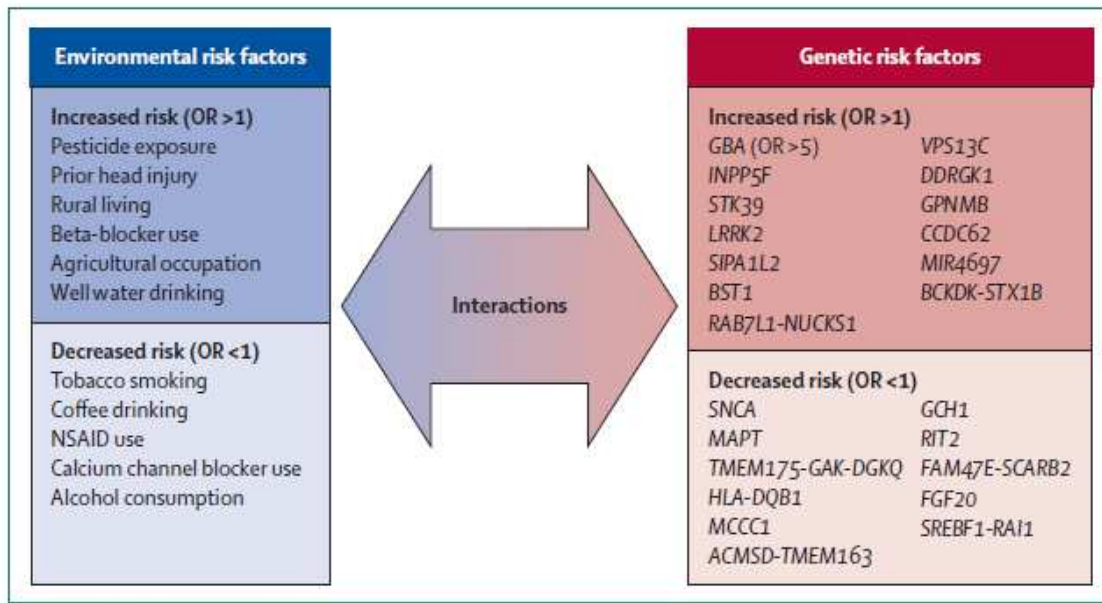 Environmental risk factors
Increased risk (OR >1)
Pesticide exposure
Prior head injury
Rural living
Beta-blocker use
Agricultural occupation
Well water drinking
Decreased risk (OR <1)
Tobacco smoking
Coffee drinking
NSAID use
Calcium channel blocker use
Alcohol consumption
Interactions
Genetic risk factors
Increased risk (OR >1)
GBA (OR >5)
INPP5F
STK39
LRRK2
SIPA1L2
BST1
RAB7L1-NUCKS1
VPS13C
DDRGK1
GPNMB
CCDC62
MIR4697
BCKDK-STX1B
Decreased risk (OR <1)
SNCA
MAPT
TMEM175-GAK-DGKQ
HLA-DQB1
MCCC1
ACMSD-TMEM163
GCH1
RIT2
FAM47E-SCARB2
FGF20
SREBF1-RAI1